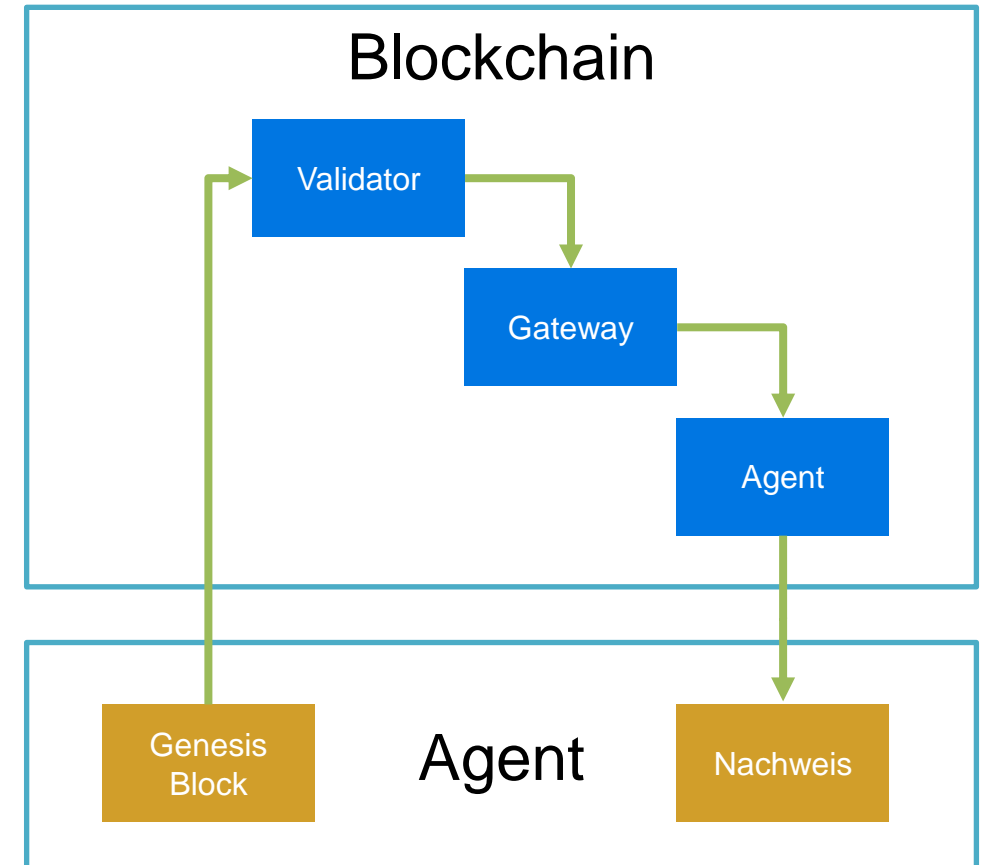 Blockchain
Validator
Gateway
Agent
Genesis
Block
Agent
Nachweis